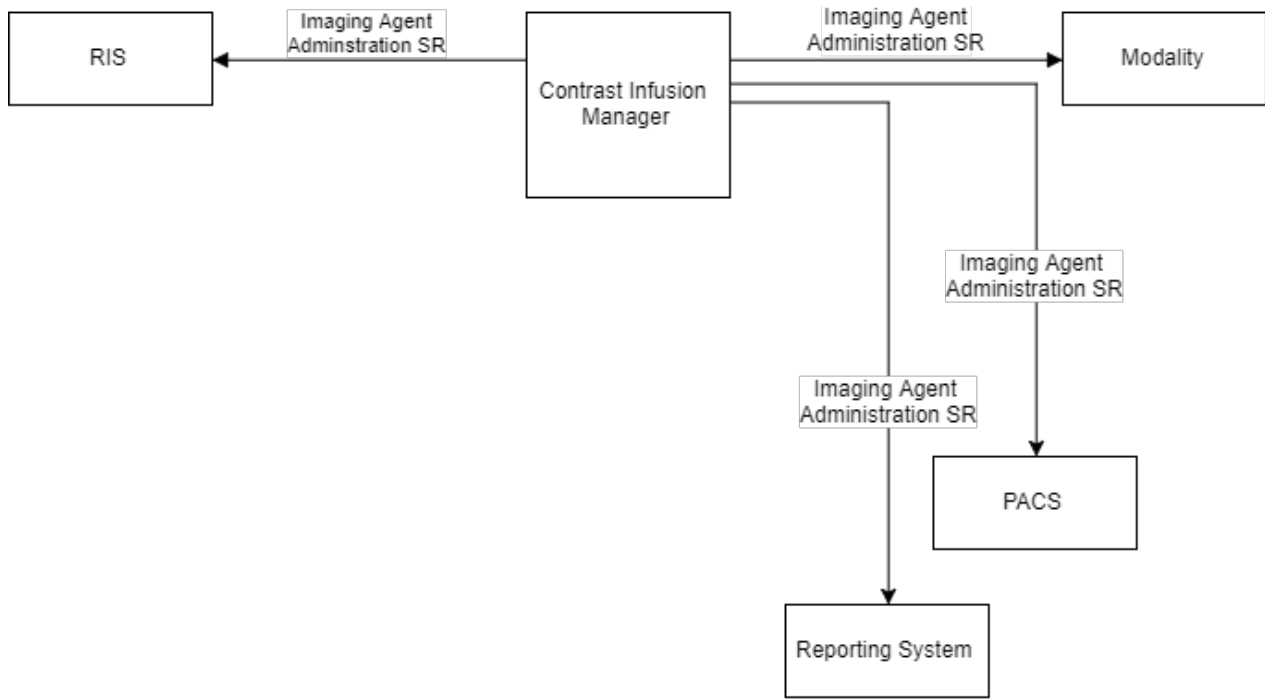 RIS
Imaging Agent
Adminstration SR
Contrast Infusion
Manager
Imaging Agent
Administration SR
Modality
Imaging Agent
Administration SR
Imaging Agent
Administration SR
PACS
Reporting System